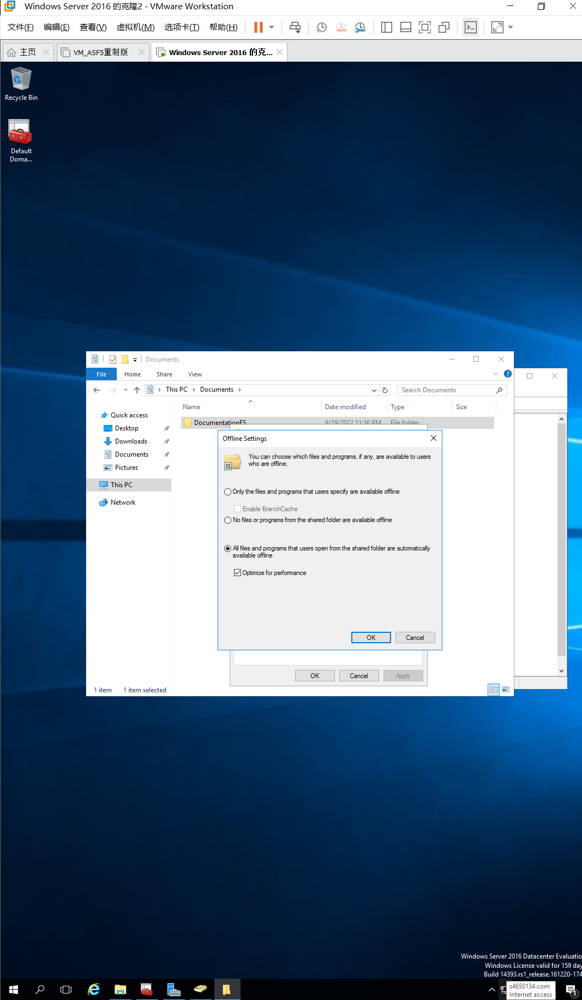 Windows Server 2016 的克隆2 - VMware Workstation
文件(F) 编辑(E) 查看(V) 虚拟机(M) 选项卡(T) 帮助(H)
主页 VM_ASF5重制版 Windows Server 2016 的克...
Recycle Bin
Default
Doma...
Documents
File Home Share View
This PC Documents Search Documents
Name Date modified Type Size
Quick access
DocumentationFS 9/19/2022 11:36 PM File folder
Desktop
Downloads
Documents
Pictures
This PC
Network
Offline Settings
You can choose which files and programs, if any, are available to users
who are offline.
Only the files and programs that users specify are available offline
Enable BranchCache
No files or programs from the shared folder are available offline
All files and programs that users open from the shared folder are automatically
available offline
Optimize for performance
OK Cancel
OK Cancel Apply
1 item 1 item selected
Windows Server 2016 Datacenter Evaluatio
Windows License valid for 159 day
Build 14393.rs1_release.161220-174
s4650134.com
Internet access
1